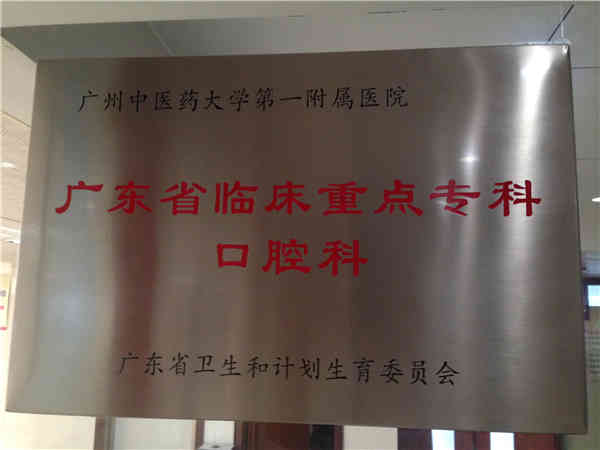 广州中医药大学第一附属医院
广东省临床重点专科
口腔科
广东省卫生和计划生育委员会